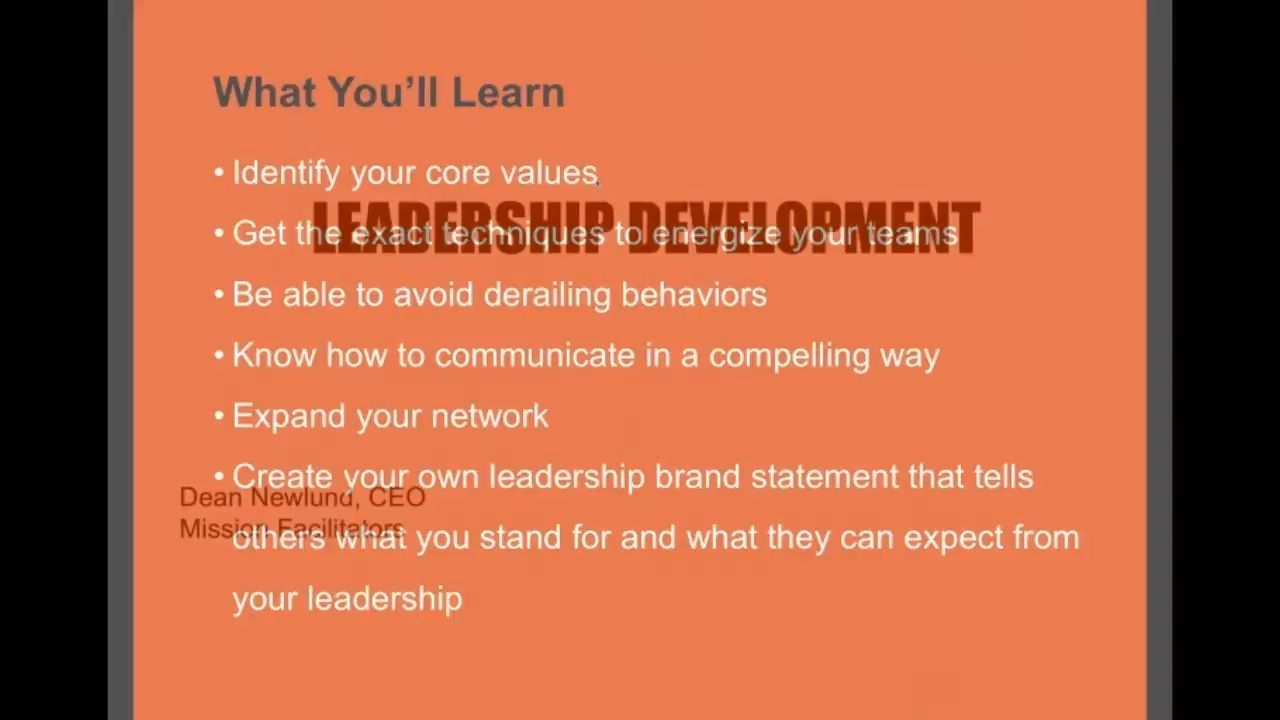 What You'll Learn
• Identify your core values
LEADERSHIP DEVELOPMENT
• Get the exact techniques to energize your teams
• Be able to avoid derailing behaviors
• Know how to communicate in a compelling way
• Expand your network
• Create your own leadership brand statement that tells
Dean Newlund, CEO
Mission Facilitators
others what you stand for and what they can expect from
your leadership